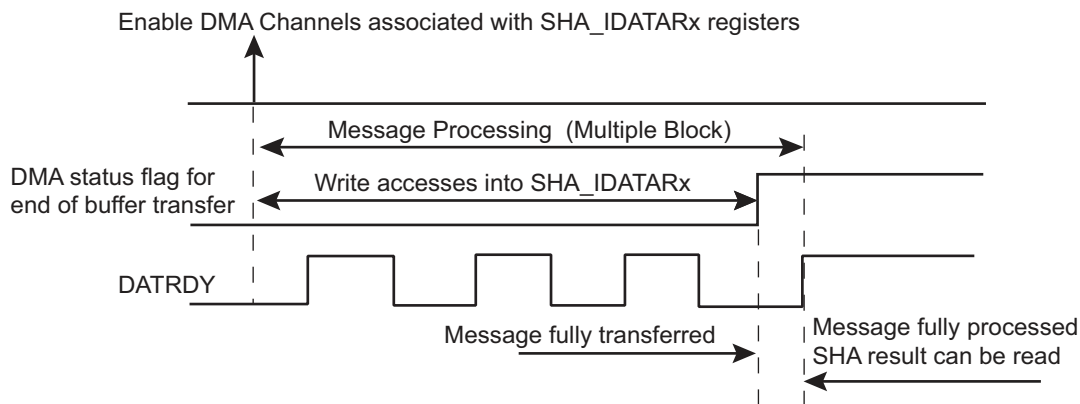 Enable DMA Channels associated with SHA_IDATARx registers
Message Processing (Multiple Block)
DMA status flag for
end of buffer transfer
Write accesses into SHA_IDATARx
DATRDY
Message fully transferred
Message fully processed
SHA result can be read